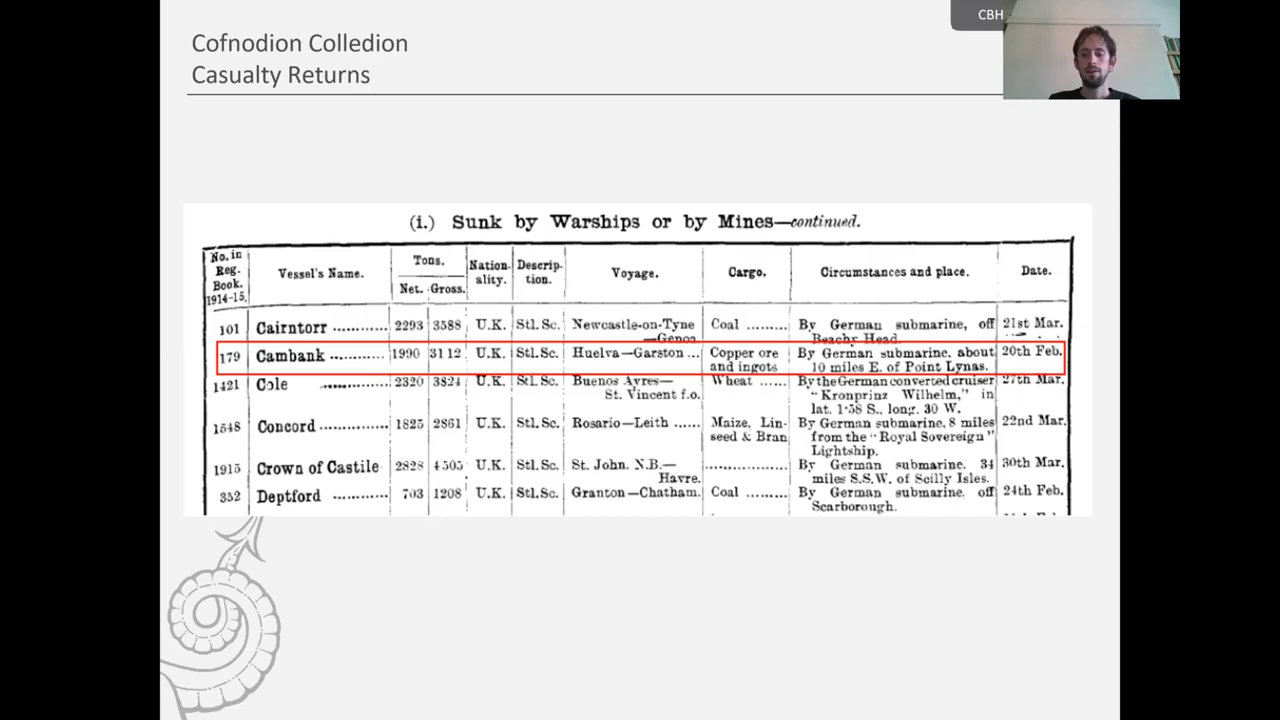 CBH
Cofnodion Colledion
Casualty Returns
(i.) Sunk by Warships or by Mines—continued.
No. in Reg. Book. 1914-15. Vessel's Name. Tons. Net. Gross. Nation-ality. Descrip-tion. Voyage. Cargo. Circumstances and place. Date.
101 Cairntorr ............ 2293 3588 U.K. Stl. Sc. Newcastle-on-Tyne Coal ......... By German submarine, off 21st Mar.
—Genoa Beachy Head.
179 Cambank ............ 1990 3112 U.K. Stl. Sc. Huelva—Garston ... Copper ore By German submarine, about 20th Feb.
and ingots 10 miles E. of Point Lynas.
1421 Cole ............ 2320 3824 U.K. Stl. Sc. Buenos Ayres— Wheat ...... By the German converted cruiser 27th Mar.
St. Vincent f.o. "Kronprinz Wilhelm," in
lat. 1·58 S., long. 30 W.
1548 Concord ............... 1825 2861 U.K. Stl. Sc. Rosario—Leith ...... Maize, Lin- By German submarine, 8 miles 22nd Mar.
seed & Bran from the "Royal Sovereign"
Lightship.
1915 Crown of Castile 2828 4505 U.K. Stl. Sc. St. John. N.B.— .................. By German submarine. 34 30th Mar.
Havre. miles S.S.W. of Scilly Isles.
352 Deptford ............ 703 1208 U.K. Stl. Sc. Granton—Chatham. Coal ......... By German submarine. off 24th Feb.
Scarborough.